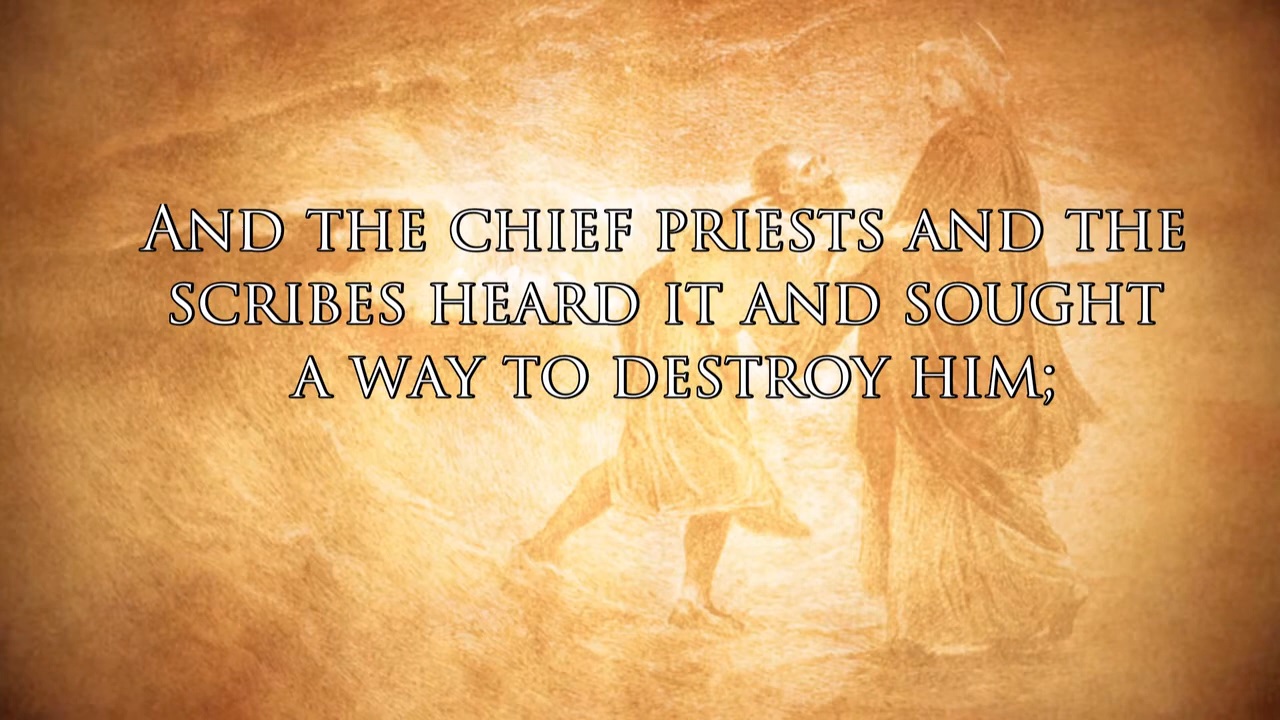 And the chief priests and the
scribes heard it and sought
a way to destroy him;